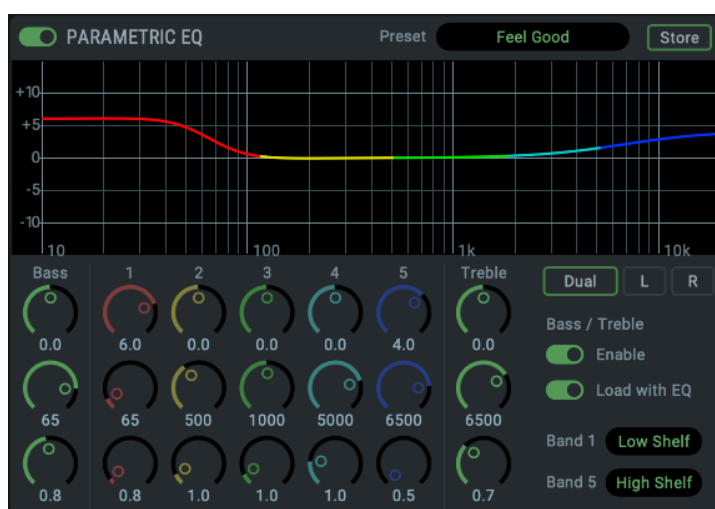 PARAMETRIC EQ Preset Feel Good Store
+10
+5
0
-5
-10
10 100 1k 10k
Bass 1 2 3 4 5 Treble
0.0 6.0 0.0 0.0 0.0 4.0 0.0
65 65 500 1000 5000 6500 6500
0.8 0.8 1.0 1.0 1.0 0.5 0.7
Dual L R
Bass / Treble
Enable
Load with EQ
Band 1 Low Shelf
Band 5 High Shelf